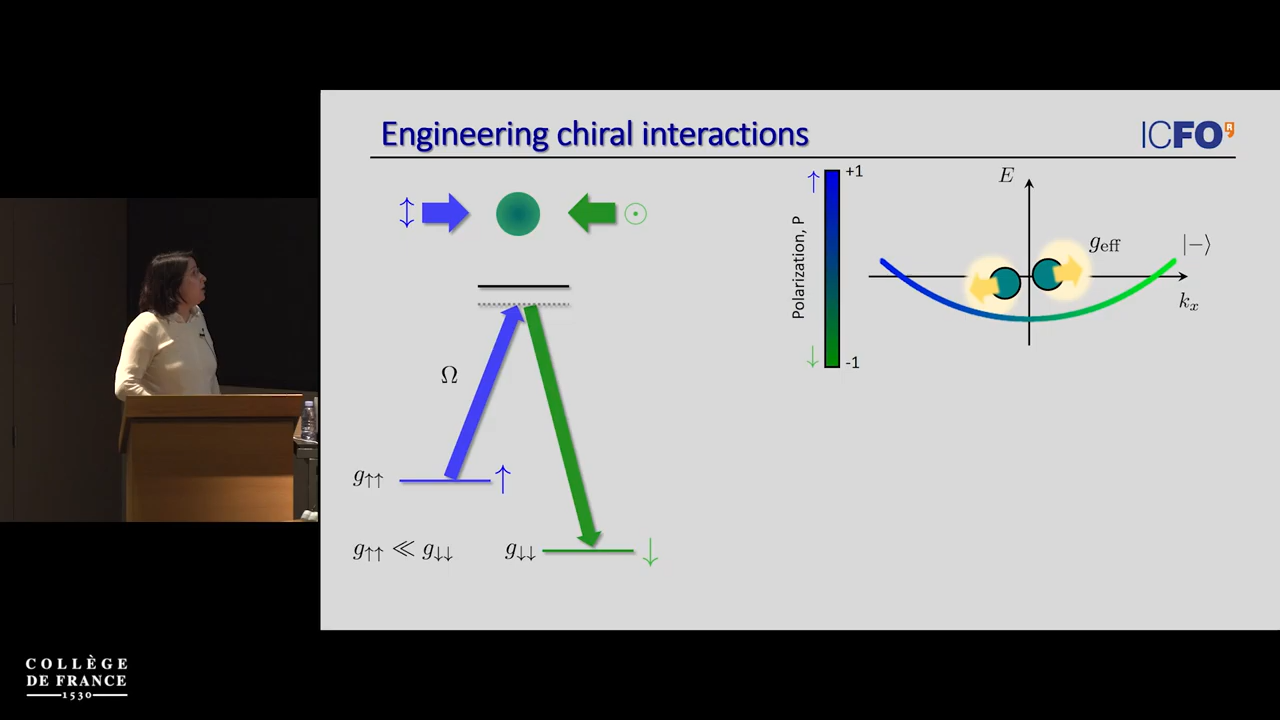 Engineering chiral interactions
ICFO
R
↑
+1
Polarization, P
↓
-1
E
g_eff
|−⟩
k_x
Ω
g↑↑
↑
g↑↑ ≪ g↓↓
g↓↓
↓
COLLÈGE
DE FRANCE
1530